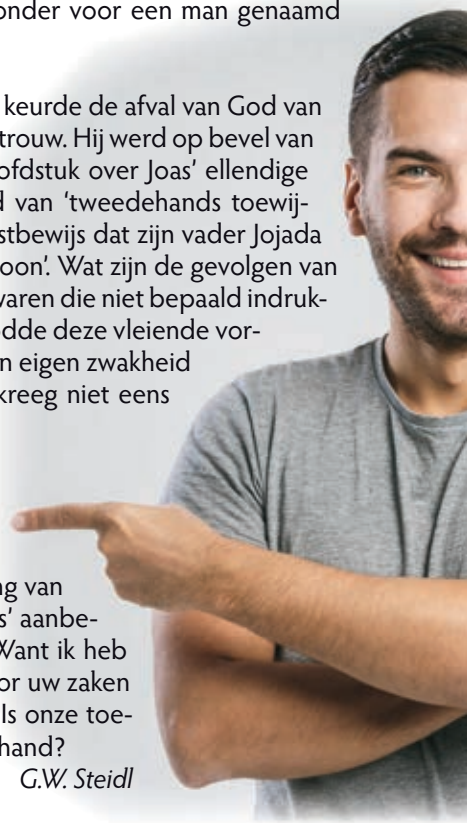 onder voor een man genaamd
keurde de afval van God van
trouw. Hij werd op bevel van
ofdstuk over Joas’ ellendige
d van ‘tweedehands toewij-
stbewijs dat zijn vader Jojada
oon’. Wat zijn de gevolgen van
varen die niet bepaald indruk-
dde deze vleiende vor-
n eigen zwakheid
kreeg niet eens
ng van
s’ aanbe-
Want ik heb
or uw zaken
Is onze toe-
hand?
G.W. Steidl